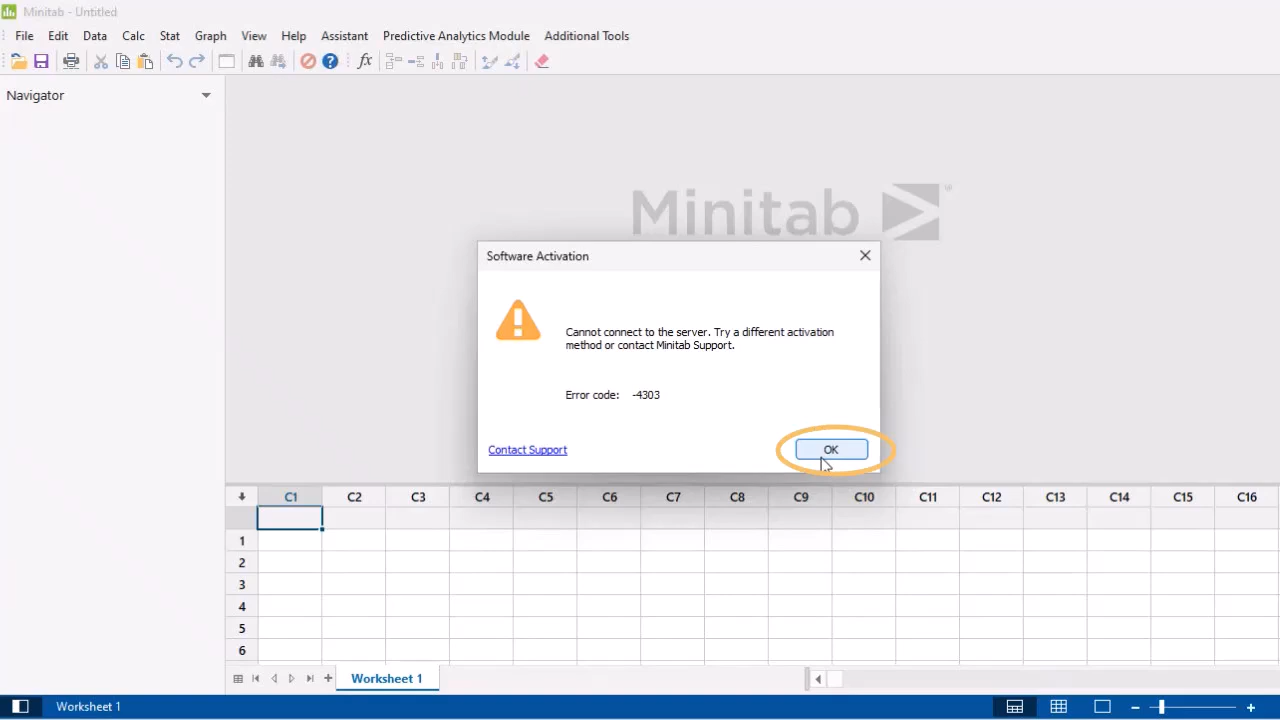 Minitab - Untitled
File Edit Data Calc Stat Graph View Help Assistant Predictive Analytics Module Additional Tools
fx
Navigator
Minitab ®
Software Activation
Cannot connect to the server. Try a different activation
method or contact Minitab Support.
Error code: -4303
Contact Support OK
C1 C2 C3 C4 C5 C6 C7 C8 C9 C10 C11 C12 C13 C14 C15 C16
1
2
3
4
5
6
Worksheet 1
Worksheet 1